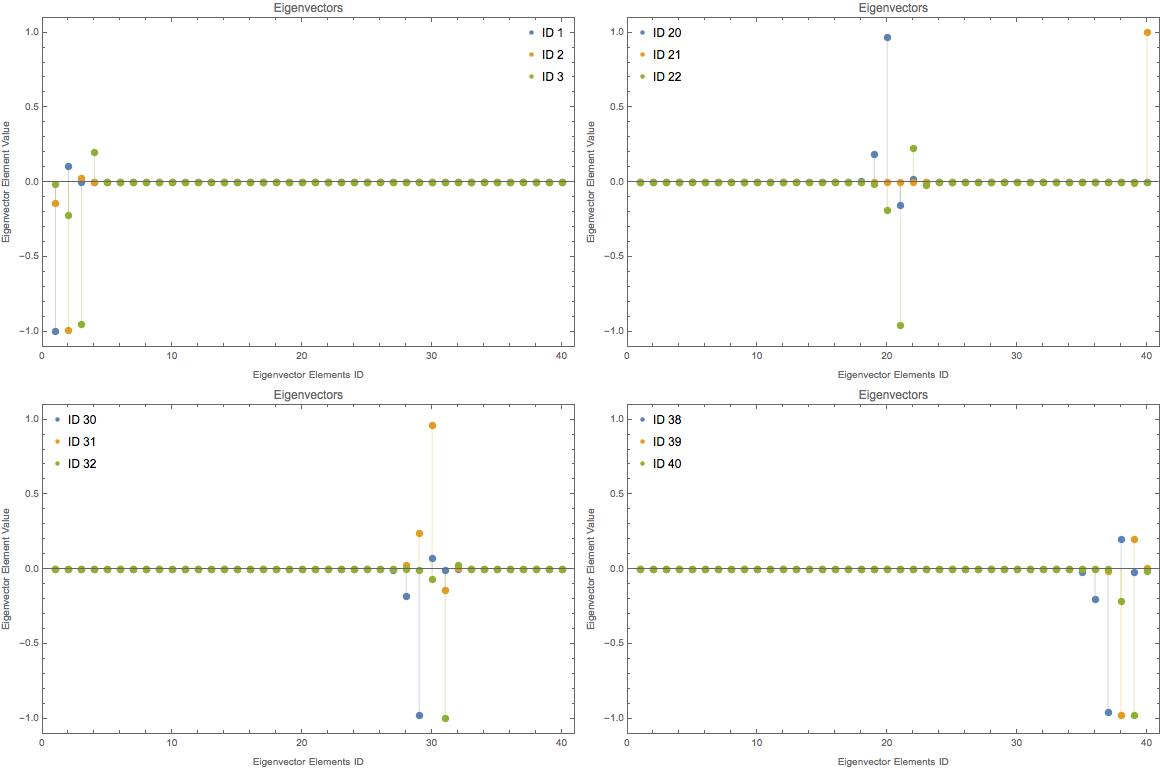 Eigenvectors
ID 1
ID 2
ID 3
1.0
0.5
0.0
−0.5
−1.0
0 10 20 30 40
Eigenvector Elements ID
Eigenvector Element Value
Eigenvectors
ID 20
ID 21
ID 22
1.0
0.5
0.0
−0.5
−1.0
0 10 20 30 40
Eigenvector Elements ID
Eigenvector Element Value
Eigenvectors
ID 30
ID 31
ID 32
1.0
0.5
0.0
−0.5
−1.0
0 10 20 30 40
Eigenvector Elements ID
Eigenvector Element Value
Eigenvectors
ID 38
ID 39
ID 40
1.0
0.5
0.0
−0.5
−1.0
0 10 20 30 40
Eigenvector Elements ID
Eigenvector Element Value